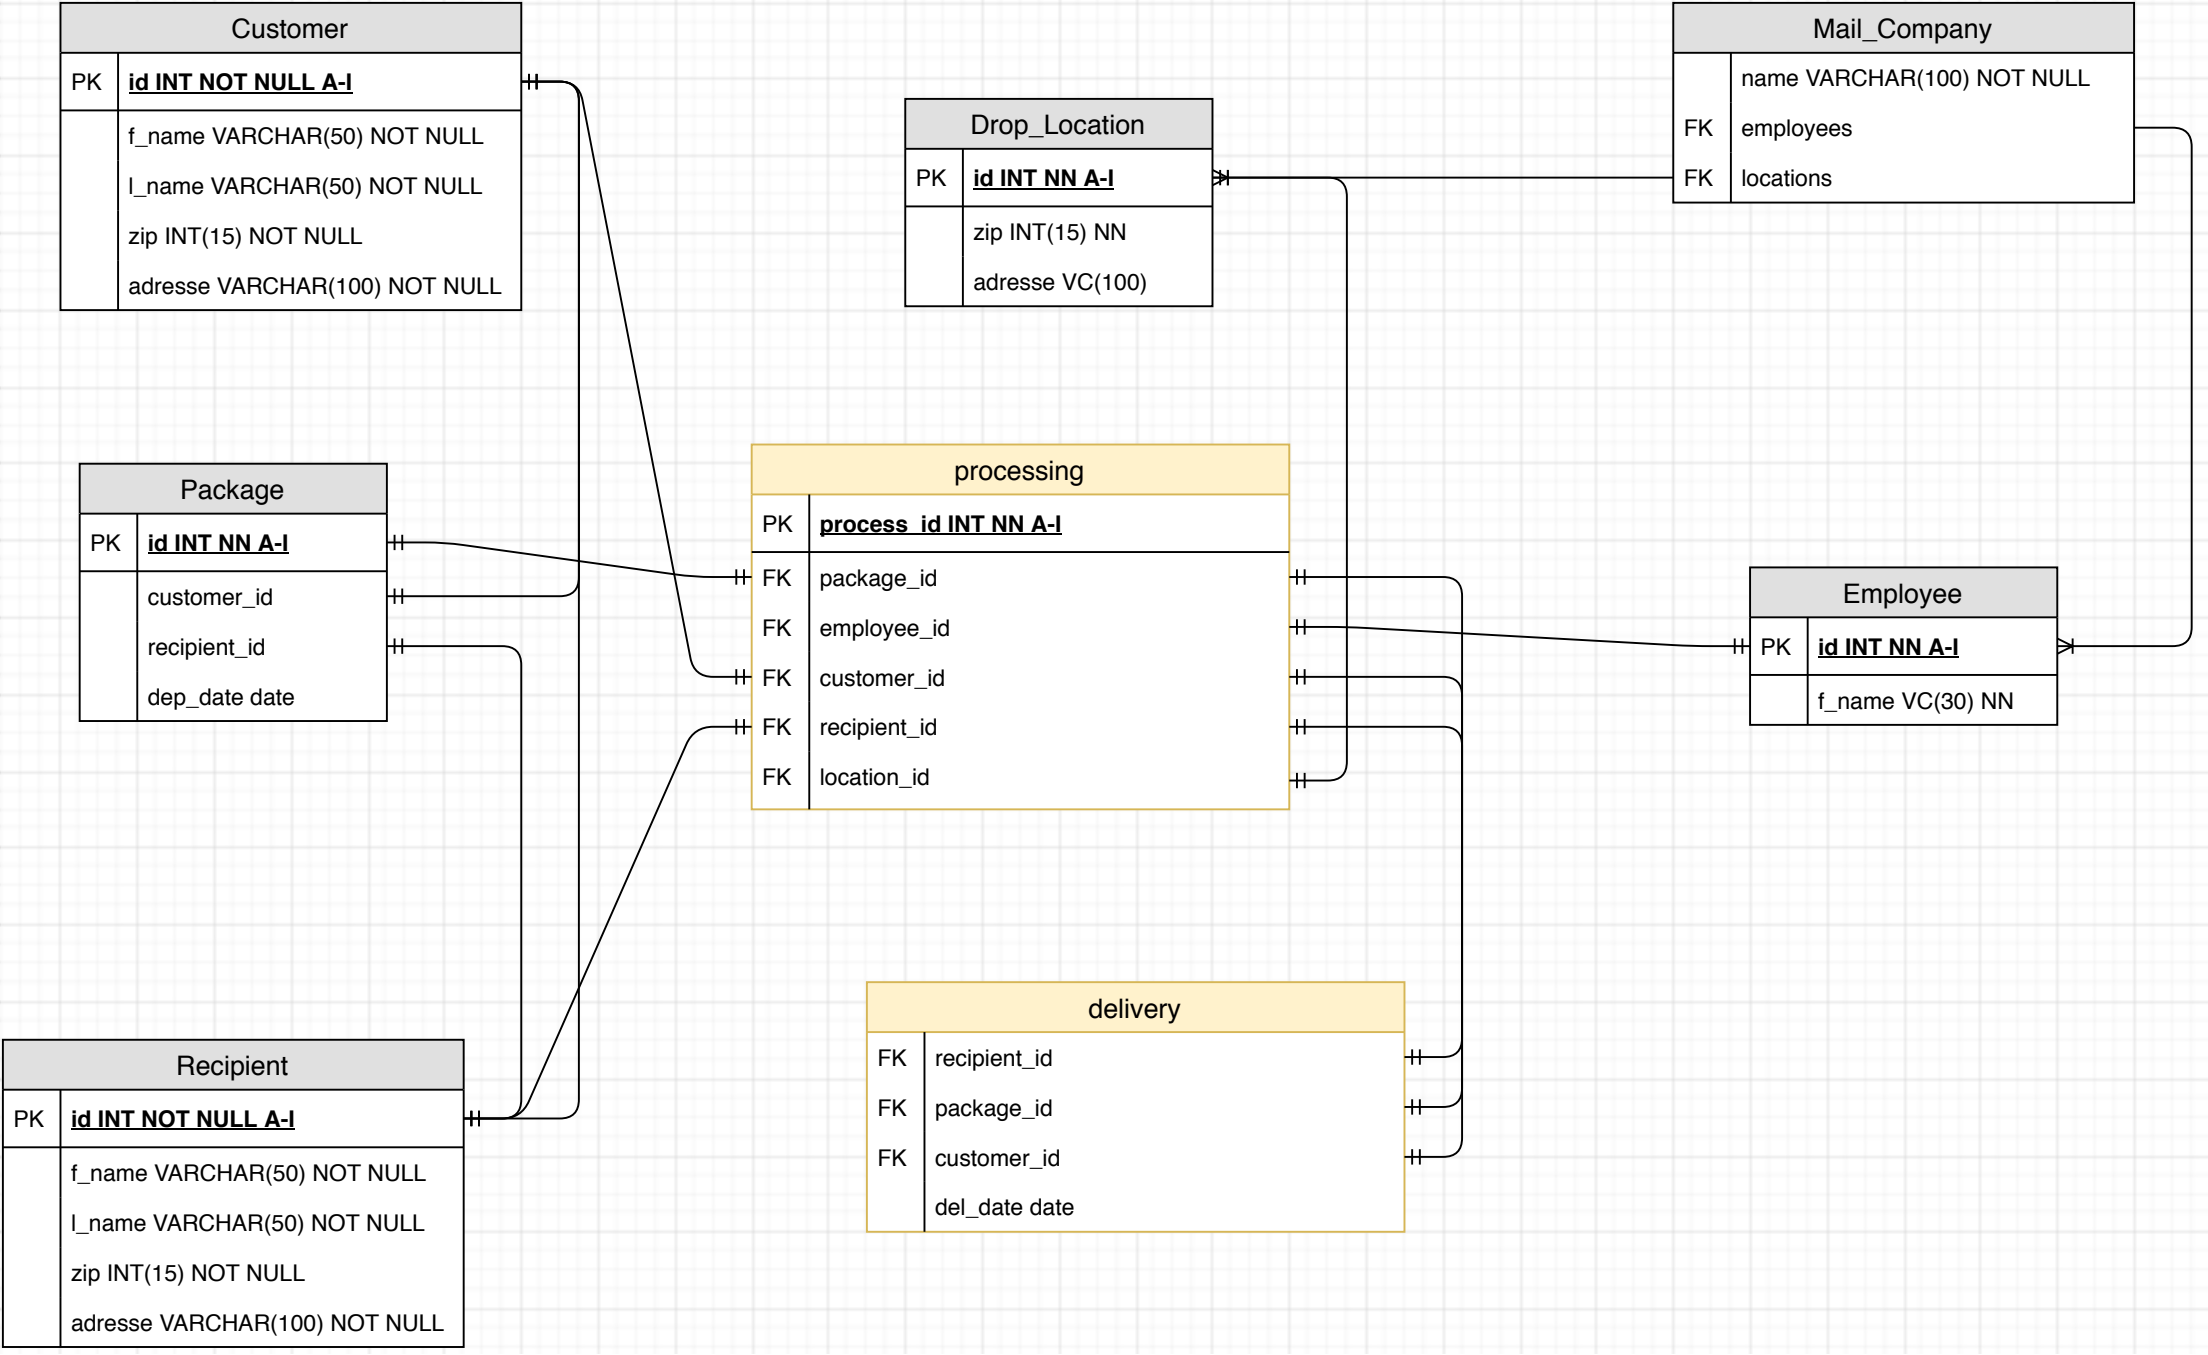 Customer
PK id INT NOT NULL A-I
f_name VARCHAR(50) NOT NULL
l_name VARCHAR(50) NOT NULL
zip INT(15) NOT NULL
adresse VARCHAR(100) NOT NULL
Drop_Location
PK id INT NN A-I
zip INT(15) NN
adresse VC(100)
Mail_Company
name VARCHAR(100) NOT NULL
FK employees
FK locations
Package
PK id INT NN A-I
customer_id
recipient_id
dep_date date
processing
PK process_id INT NN A-I
FK package_id
FK employee_id
FK customer_id
FK recipient_id
FK location_id
Employee
PK id INT NN A-I
f_name VC(30) NN
Recipient
PK id INT NOT NULL A-I
f_name VARCHAR(50) NOT NULL
l_name VARCHAR(50) NOT NULL
zip INT(15) NOT NULL
adresse VARCHAR(100) NOT NULL
delivery
FK recipient_id
FK package_id
FK customer_id
del_date date